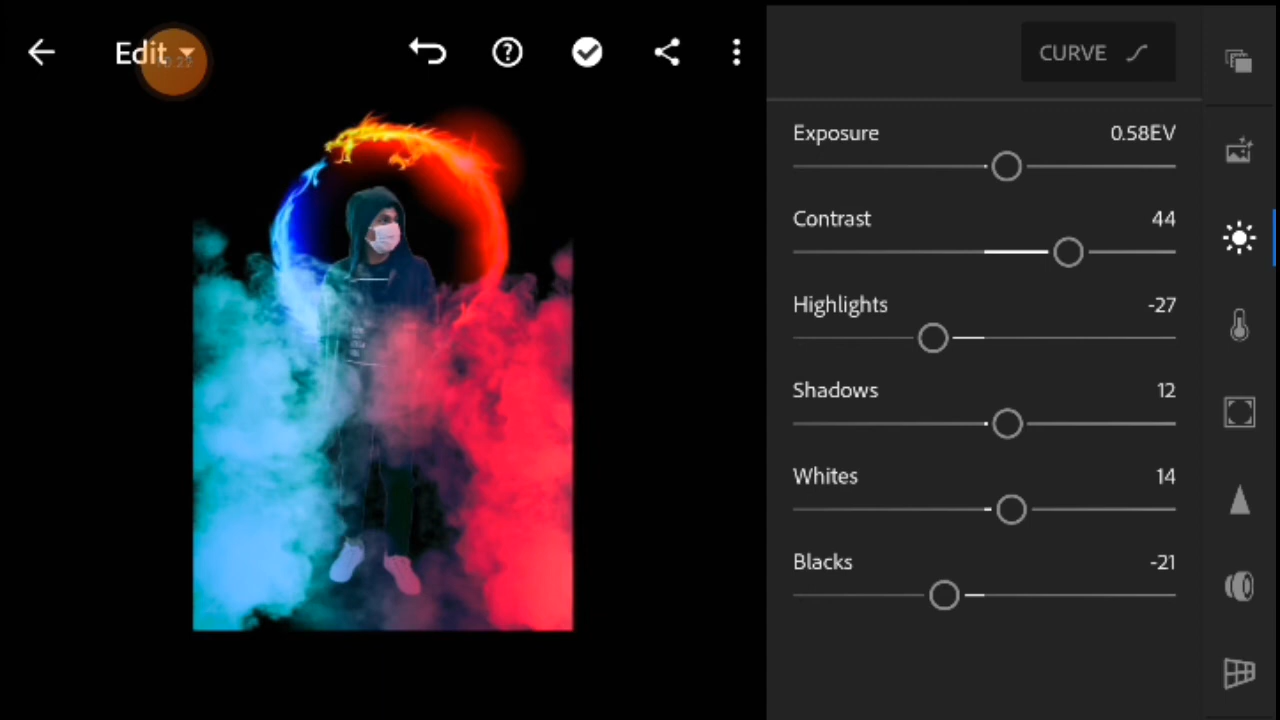 Edit
CURVE
Exposure 0.58EV
Contrast 44
Highlights -27
Shadows 12
Whites 14
Blacks -21